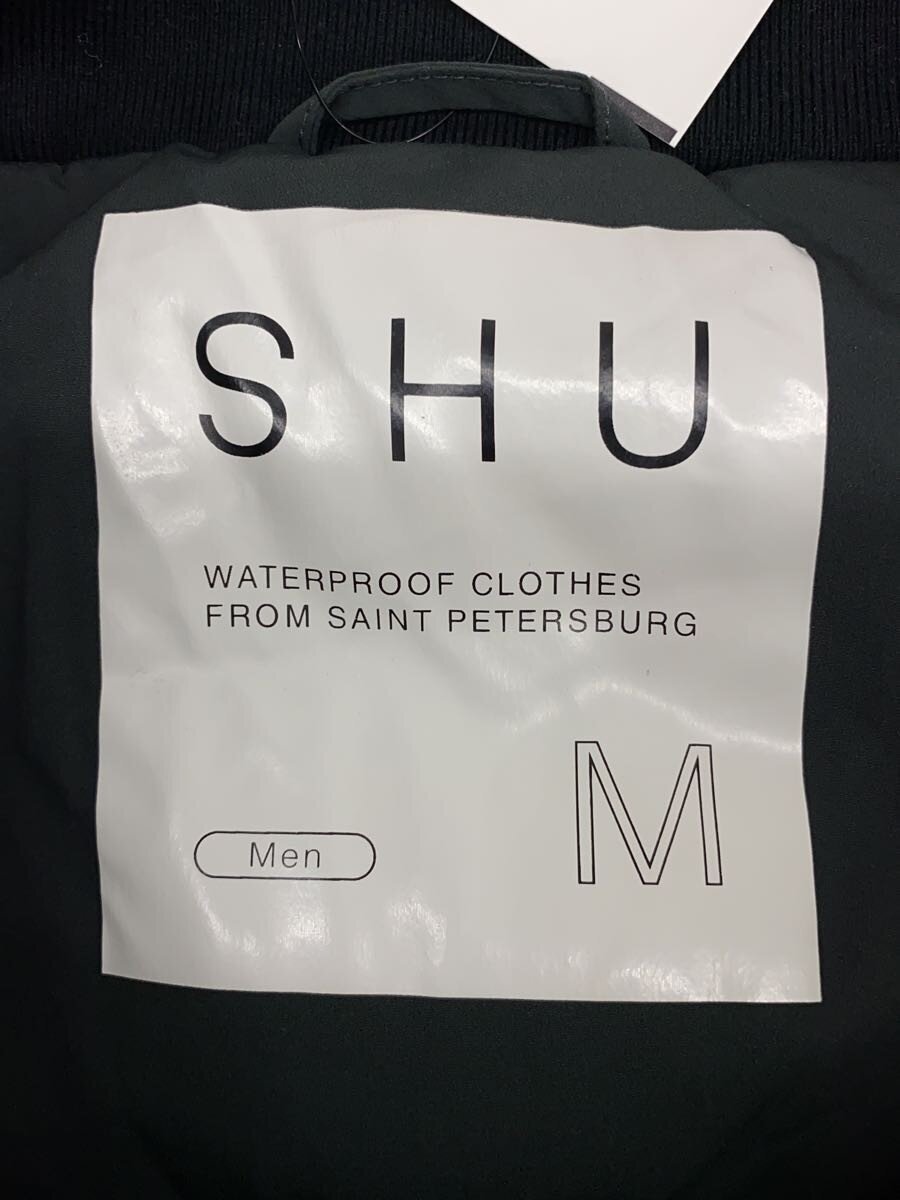 SHU
WATERPROOF CLOTHES
FROM SAINT PETERSBURG
Men
M